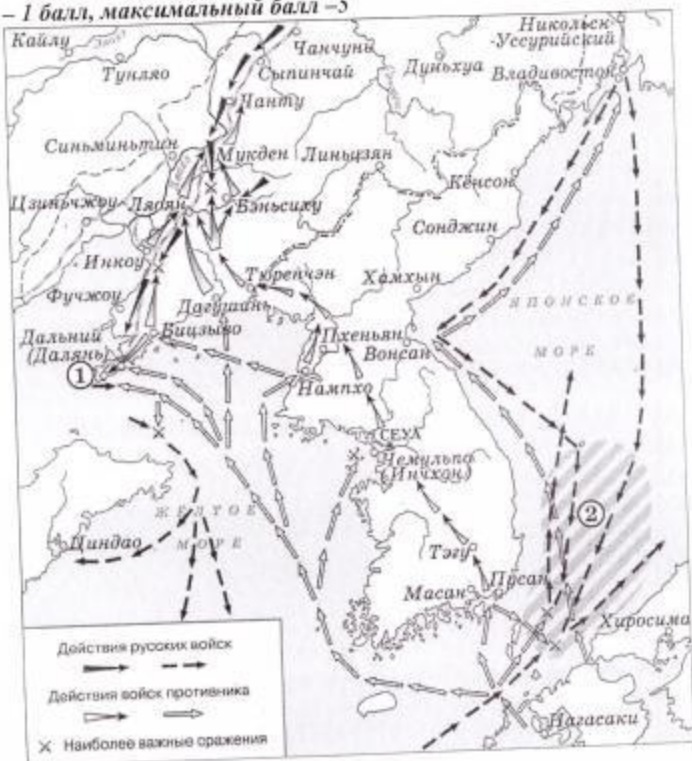 – 1 балл, максимальный балл –5
Кайлу
Тунляо
Чанчунь
Сыпинчай
Дуньхуа
Никольск-
-Уссурийский
Владивосток
Чанту
Синьминьтин
Мукден
Линьцзян
Кёнсон
Цзиньчжоу
Ляоян
Бэньсиху
Сонджин
Инкоу
Тюренчэн
Хамхын
Фучжоу
Дагушань
ЯПОНСКОЕ
МОРЕ
Дальний
(Далянь)
Бицзыво
Пхеньян
Вонсан
1
Нампхо
СЕУЛ
Чемульпо
(Инчхон)
ЖЕЛТОЕ
МОРЕ
2
Циндао
Тэгу
Масан
Пусан
Хиросима
Нагасаки
Действия русских войск
Действия войск противника
Наиболее важные сражения